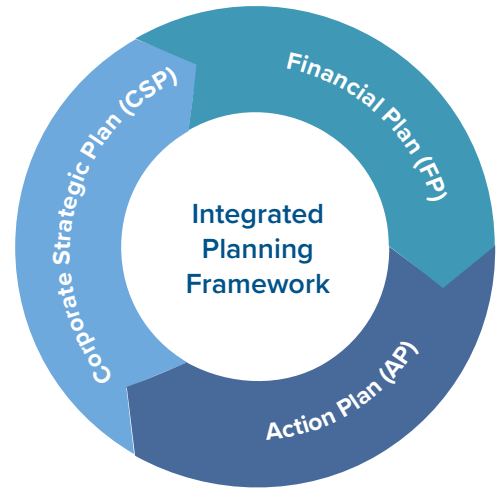 Corporate Strategic Plan (CSP)
Financial Plan (FP)
Action Plan (AP)
Integrated
Planning
Framework